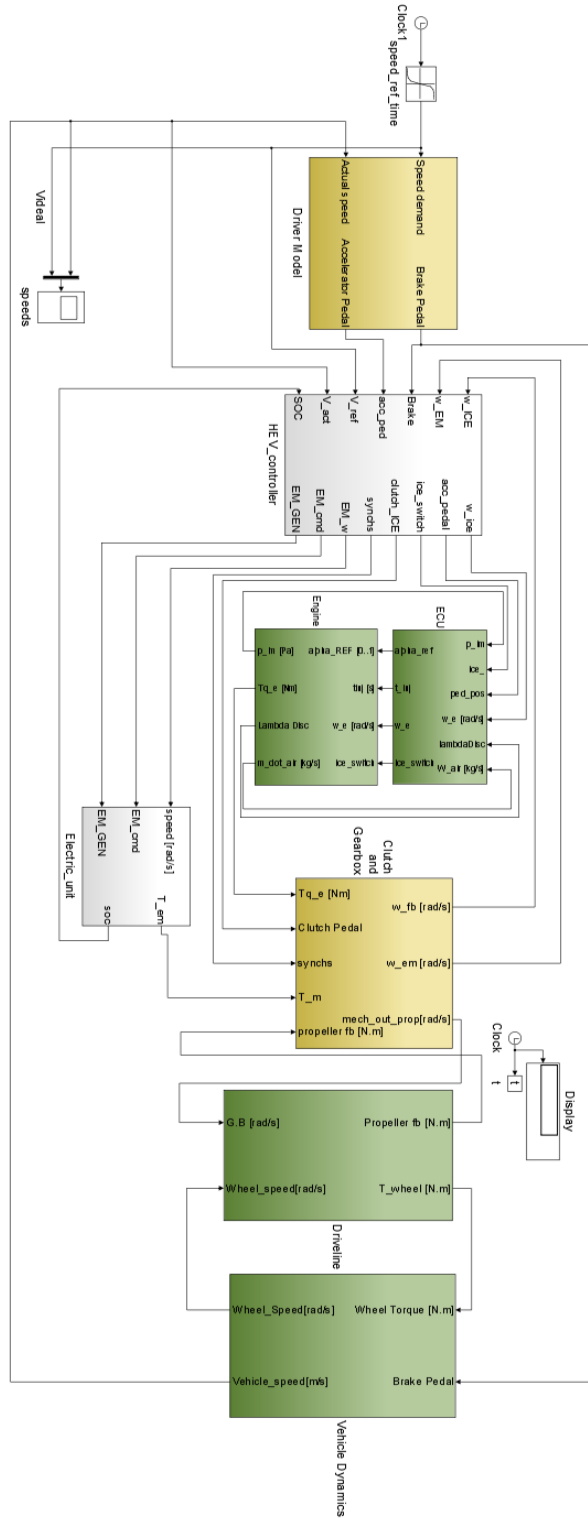 Clock1
speed_ref_time
Speed demand
Actual speed
Brake Pedal
Accelerator Pedal
Driver Model
Videal
speeds
w_ICE
w_EM
Brake
acc_ped
V_ref
V_act
SOC
w_ice
acc_pedal
ice_switch
clutch_ICE
synchs
EM_w
EM_cmd
EM_GEN
HEV_controller
p_im
ice_
ped_pos
w_e [rad/s]
lambdaDisc
W_air [kg/s]
alpha_ref
t_inj
w_e
ice_switch
ECU
alpha_REF [0..1]
tinj [s]
w_e [rad/s]
ice_switch
p_im [Pa]
Tq_e [Nm]
Lambda Disc
m_dot_air [kg/s]
Engine
speed [rad/s]
EM_cmd
EM_GEN
T_em
soc
Electric_unit
Clutch
and
Gearbox
Tq_e [Nm]
Clutch Pedal
synchs
T_m
propeller fb [N.m]
w_fb [rad/s]
w_em [rad/s]
mech_out_prop[rad/s]
Clock
t
t
Display
G.B [rad/s]
Wheel_speed[rad/s]
Propeller fb [N.m]
T_wheel [N.m]
Driveline
Wheel Torque [N.m]
Brake Pedal
Wheel_Speed[rad/s]
Vehicle_speed[m/s]
Vehicle Dynamics